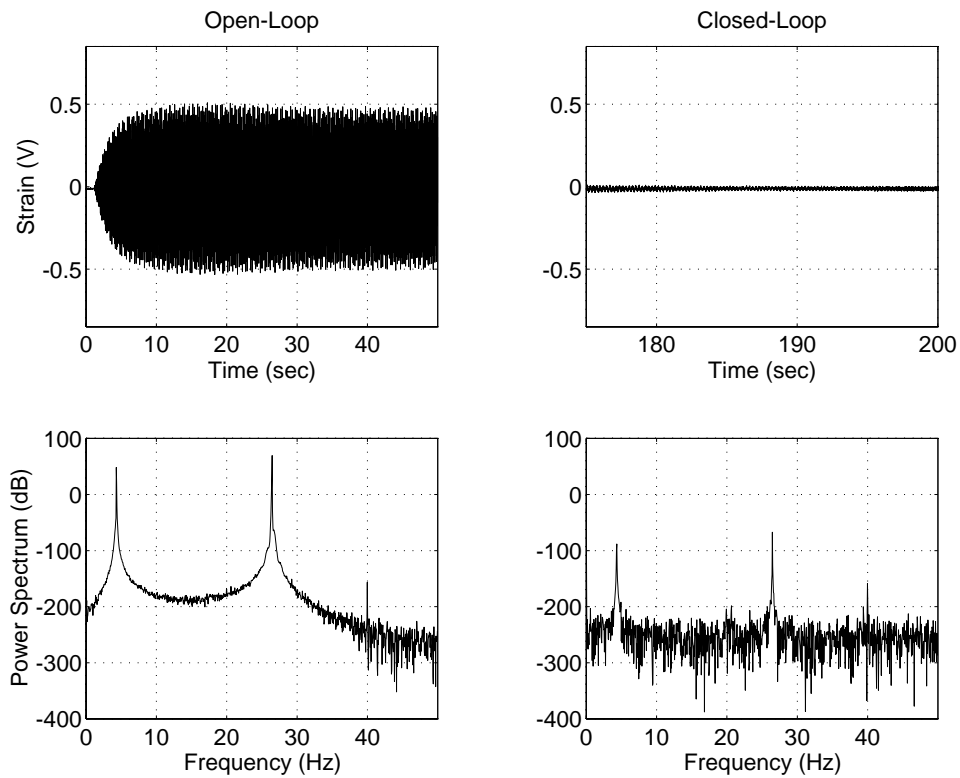 Open-Loop
Strain (V)
0.5
0
-0.5
0 10 20 30 40
Time (sec)
Closed-Loop
0.5
0
-0.5
180 190 200
Time (sec)
Power Spectrum (dB)
100
0
-100
-200
-300
-400
0 10 20 30 40
Frequency (Hz)
100
0
-100
-200
-300
-400
0 10 20 30 40
Frequency (Hz)